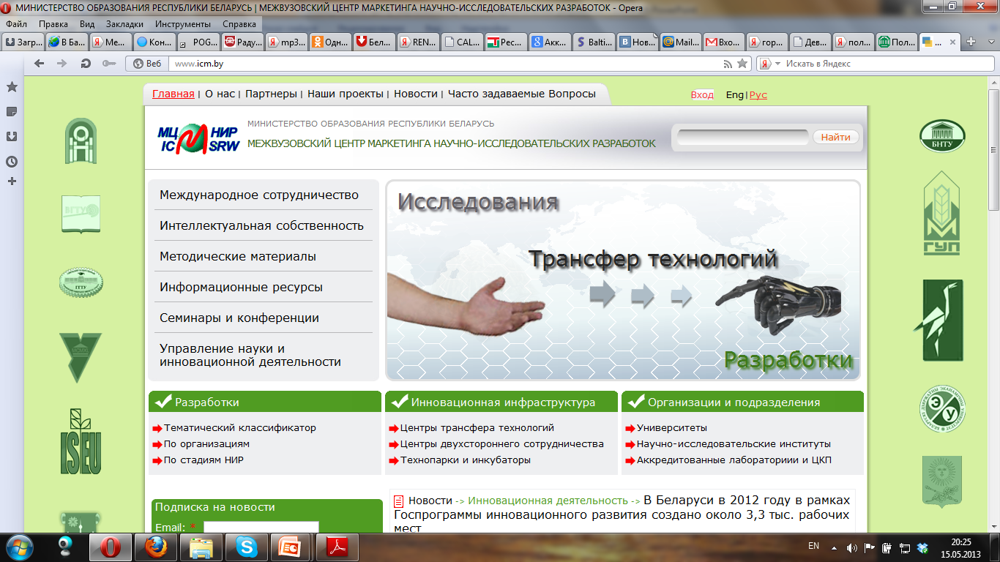 МИНИСТЕРСТВО ОБРАЗОВАНИЯ РЕСПУБЛИКИ БЕЛАРУСЬ | МЕЖВУЗОВСКИЙ ЦЕНТР МАРКЕТИНГА НАУЧНО-ИССЛЕДОВАТЕЛЬСКИХ РАЗРАБОТОК - Opera
Файл Правка Вид Закладки Инструменты Справка
Загр... В Ба... Ме... Кон... POG... Раду... mp3... Одн... Бел... REN... CAL... Рес... Акк... Balti... Нов... Mail... Вхо... гор... Дев... пол... Пол... ...
Веб www.icm.by Искать в Яндекс
Главная | О нас | Партнеры | Наши проекты | Новости | Часто задаваемые Вопросы
Вход Eng | Рус
МЦ НИР
IC SRW
МИНИСТЕРСТВО ОБРАЗОВАНИЯ РЕСПУБЛИКИ БЕЛАРУСЬ
МЕЖВУЗОВСКИЙ ЦЕНТР МАРКЕТИНГА НАУЧНО-ИССЛЕДОВАТЕЛЬСКИХ РАЗРАБОТОК
Найти
БНТУ
МГУП
ISEU
Международное сотрудничество
Интеллектуальная собственность
Методические материалы
Информационные ресурсы
Семинары и конференции
Управление науки и
инновационной деятельности
Исследования
Трансфер технологий
Разработки
Разработки
Тематический классификатор
По организациям
По стадиям НИР
Инновационная инфраструктура
Центры трансфера технологий
Центры двухстороннего сотрудничества
Технопарки и инкубаторы
Организации и подразделения
Университеты
Научно-исследовательские институты
Аккредитованные лабораториии и ЦКП
Подписка на новости
Email: *
Новости -> Инновационная деятельность -> В Беларуси в 2012 году в рамках
Госпрограммы инновационного развития создано около 3,3 тыс. рабочих
мест
EN
20:25
15.05.2013